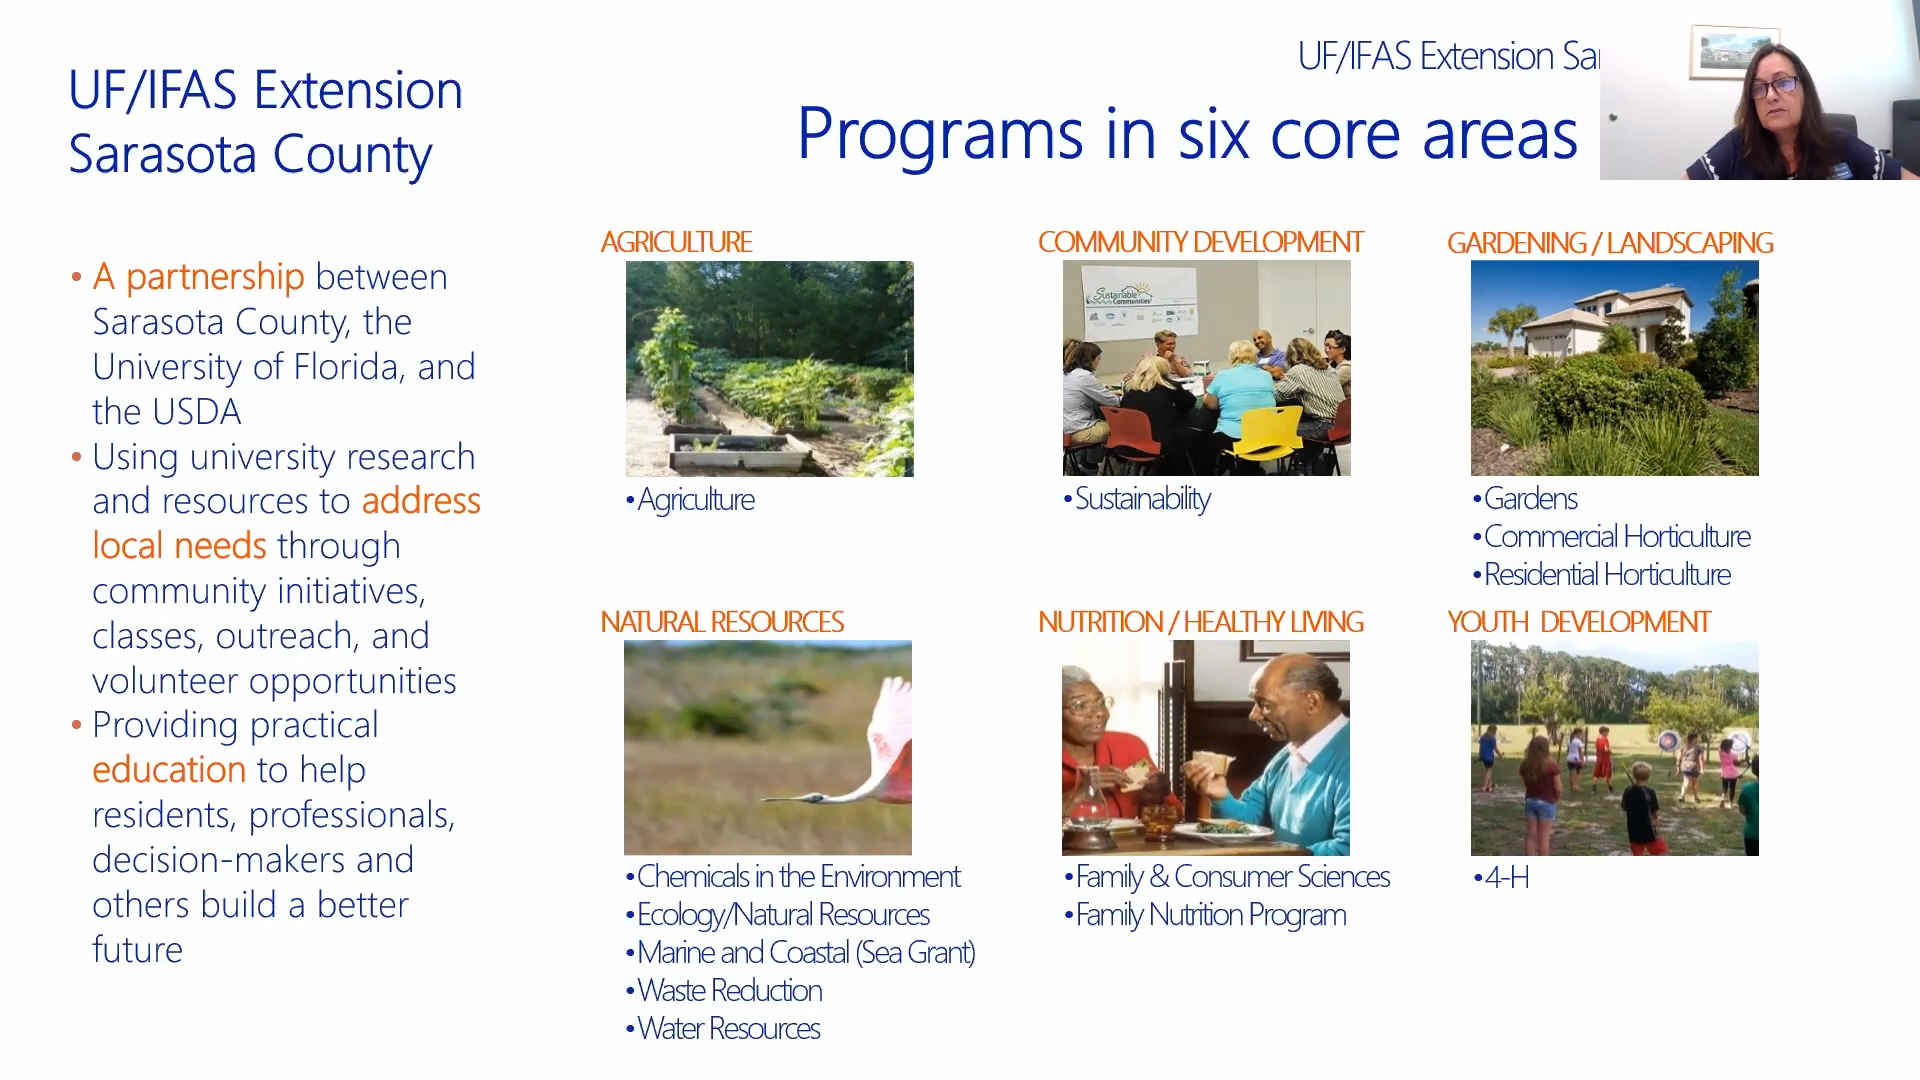 UF/IFAS Extension
Sarasota County
• A partnership between
Sarasota County, the
University of Florida, and
the USDA
• Using university research
and resources to address
local needs through
community initiatives,
classes, outreach, and
volunteer opportunities
• Providing practical
education to help
residents, professionals,
decision-makers and
others build a better
future
UF/IFAS Extension
Programs in six core areas
AGRICULTURE
• Agriculture
COMMUNITY DEVELOPMENT
Sustainable
Communities
• Sustainability
GARDENING / LANDSCAPING
• Gardens
• Commercial Horticulture
• Residential Horticulture
NATURAL RESOURCES
• Chemicals in the Environment
• Ecology/Natural Resources
• Marine and Coastal (Sea Grant)
• Waste Reduction
• Water Resources
NUTRITION / HEALTHY LIVING
• Family & Consumer Sciences
• Family Nutrition Program
YOUTH DEVELOPMENT
• 4-H